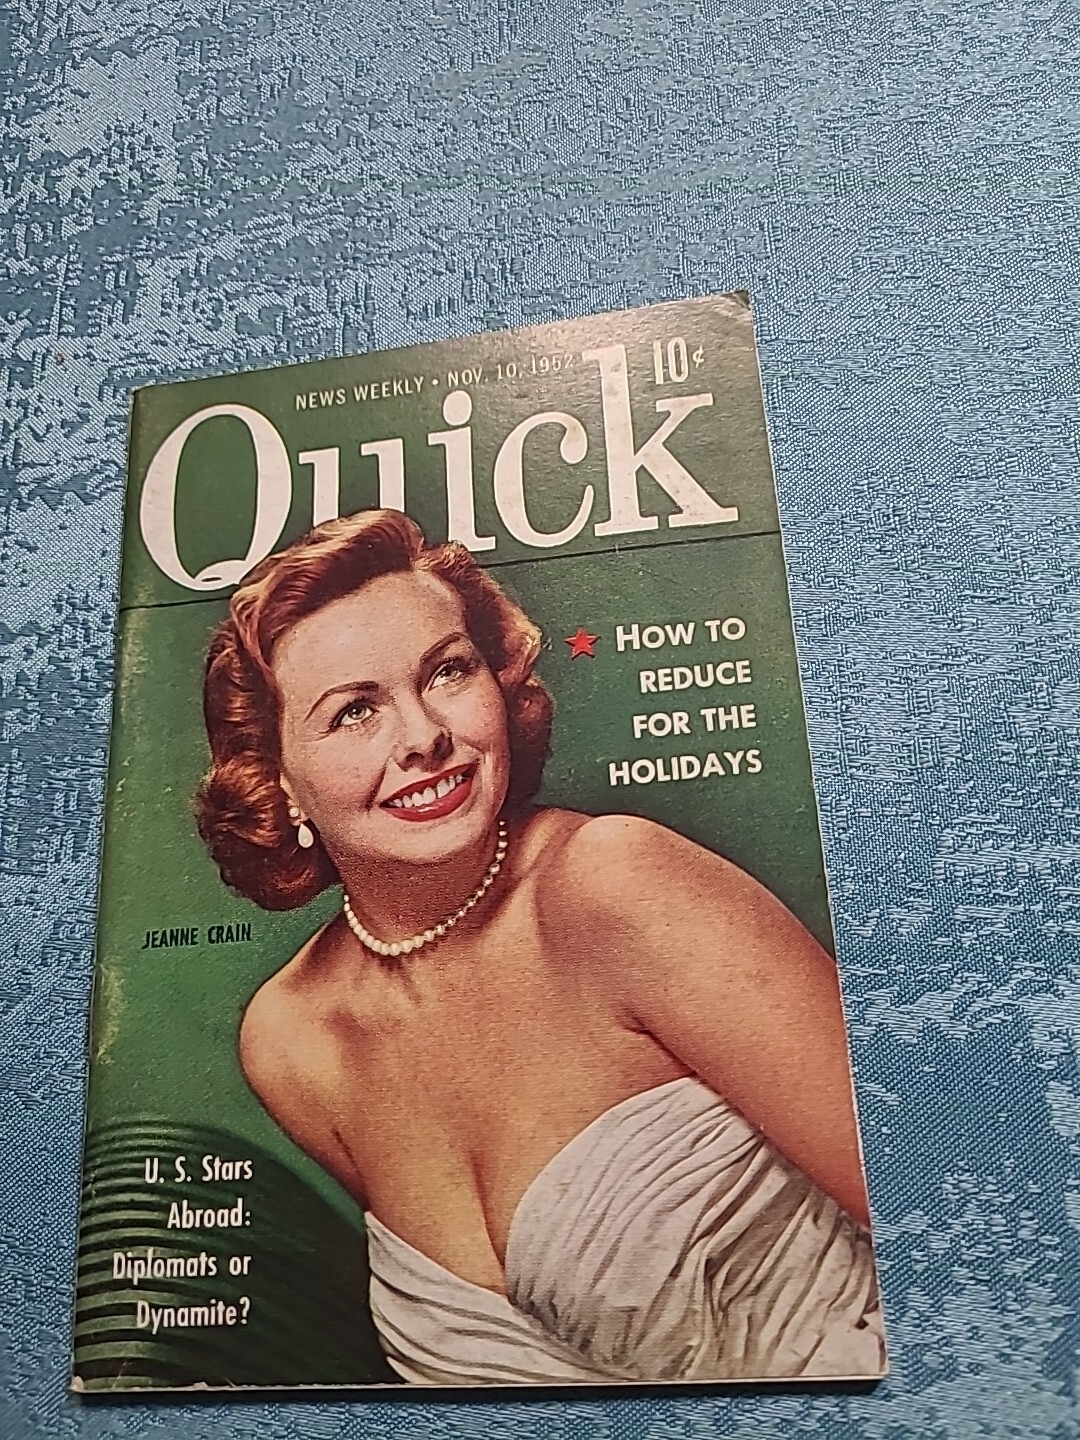 NEWS WEEKLY • NOV. 10, 1952
10¢
Quick
★ HOW TO
REDUCE
FOR THE
HOLIDAYS
JEANNE CRAIN
U. S. Stars
Abroad:
Diplomats or
Dynamite?